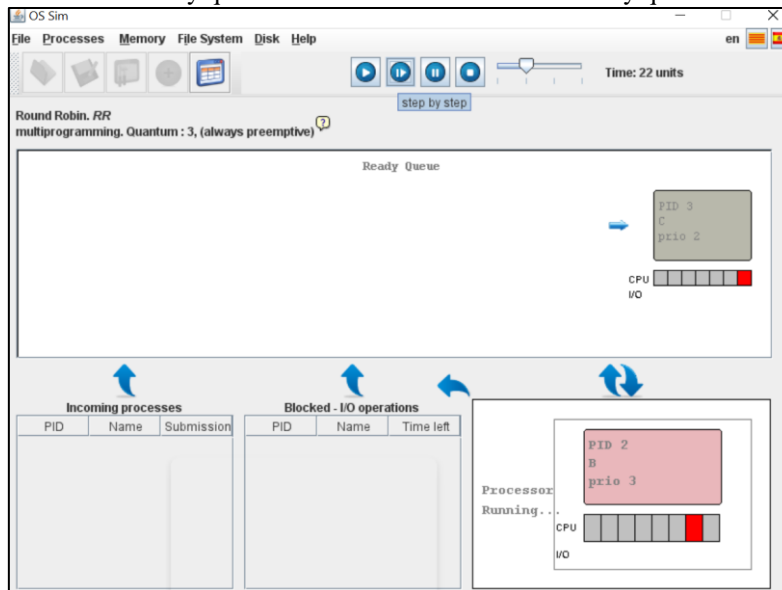 OS Sim
File Processes Memory File System Disk Help
en
Time: 22 units
step by step
Round Robin. RR
multiprogramming. Quantum : 3, (always preemptive)
?
Ready Queue
PID 3
C
prio 2
CPU
I/O
Incoming processes
PID Name Submission
Blocked - I/O operations
PID Name Time left
PID 2
B
prio 3
Processor
Running...
CPU
I/O